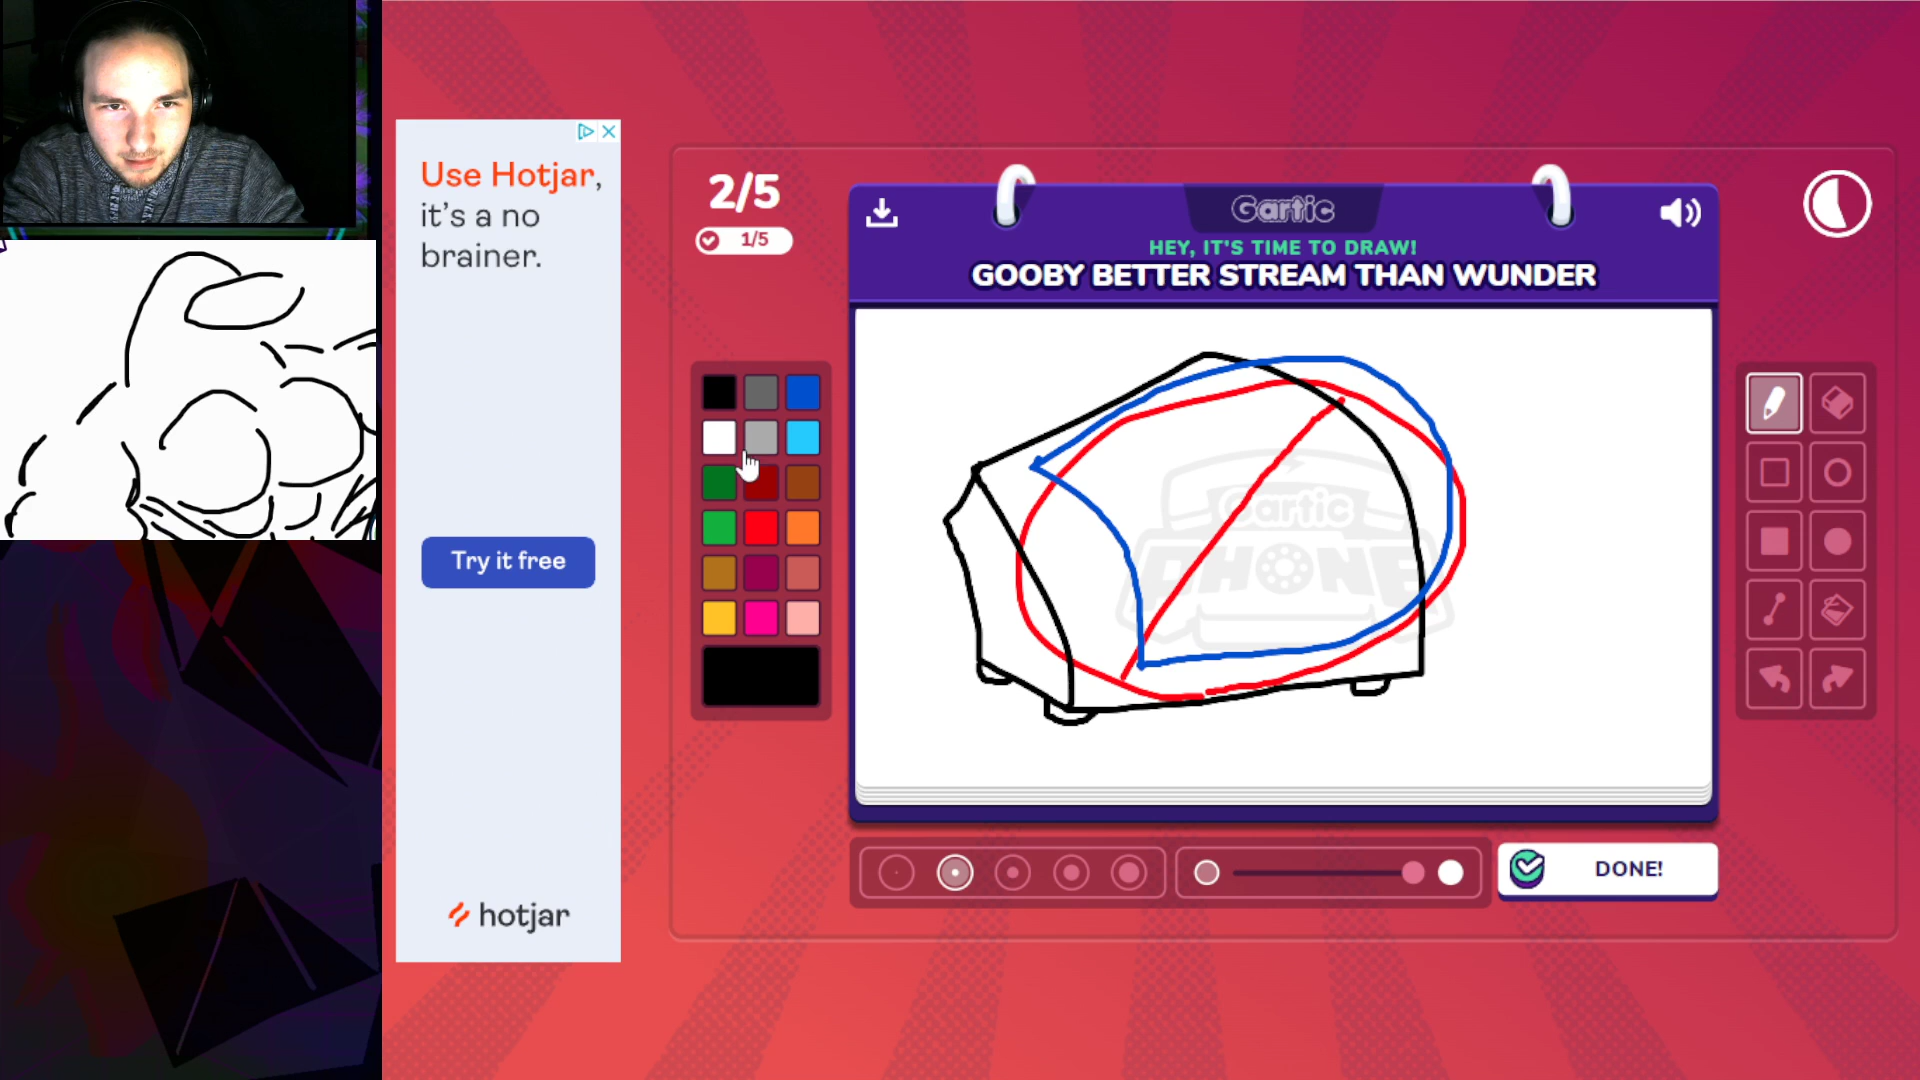 Use Hotjar,
it's a no
brainer.
Try it free
hotjar
2/5
1/5
Gartic
HEY, IT'S TIME TO DRAW!
GOOBY BETTER STREAM THAN WUNDER
Gartic
PHONE
DONE!